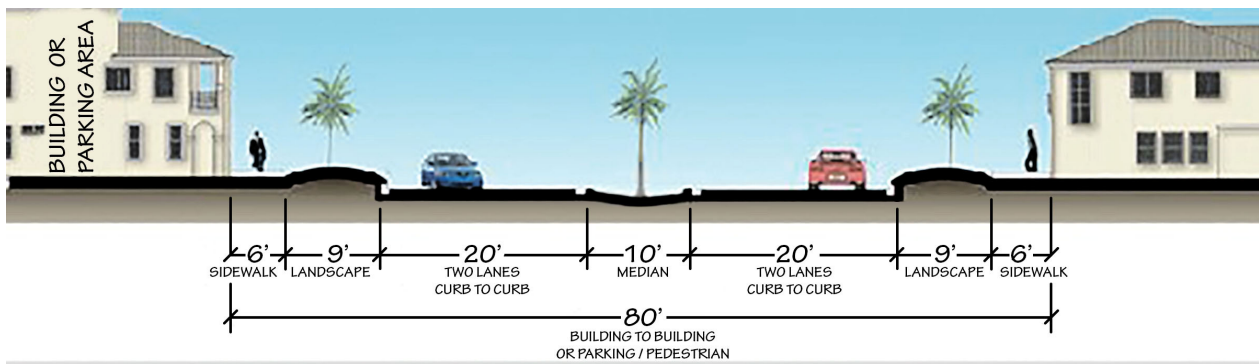 BUILDING OR
PARKING AREA
6' 9' 20' 10' 20' 9' 6'
SIDEWALK LANDSCAPE TWO LANES MEDIAN TWO LANES LANDSCAPE SIDEWALK
CURB TO CURB CURB TO CURB
80'
BUILDING TO BUILDING
OR PARKING / PEDESTRIAN